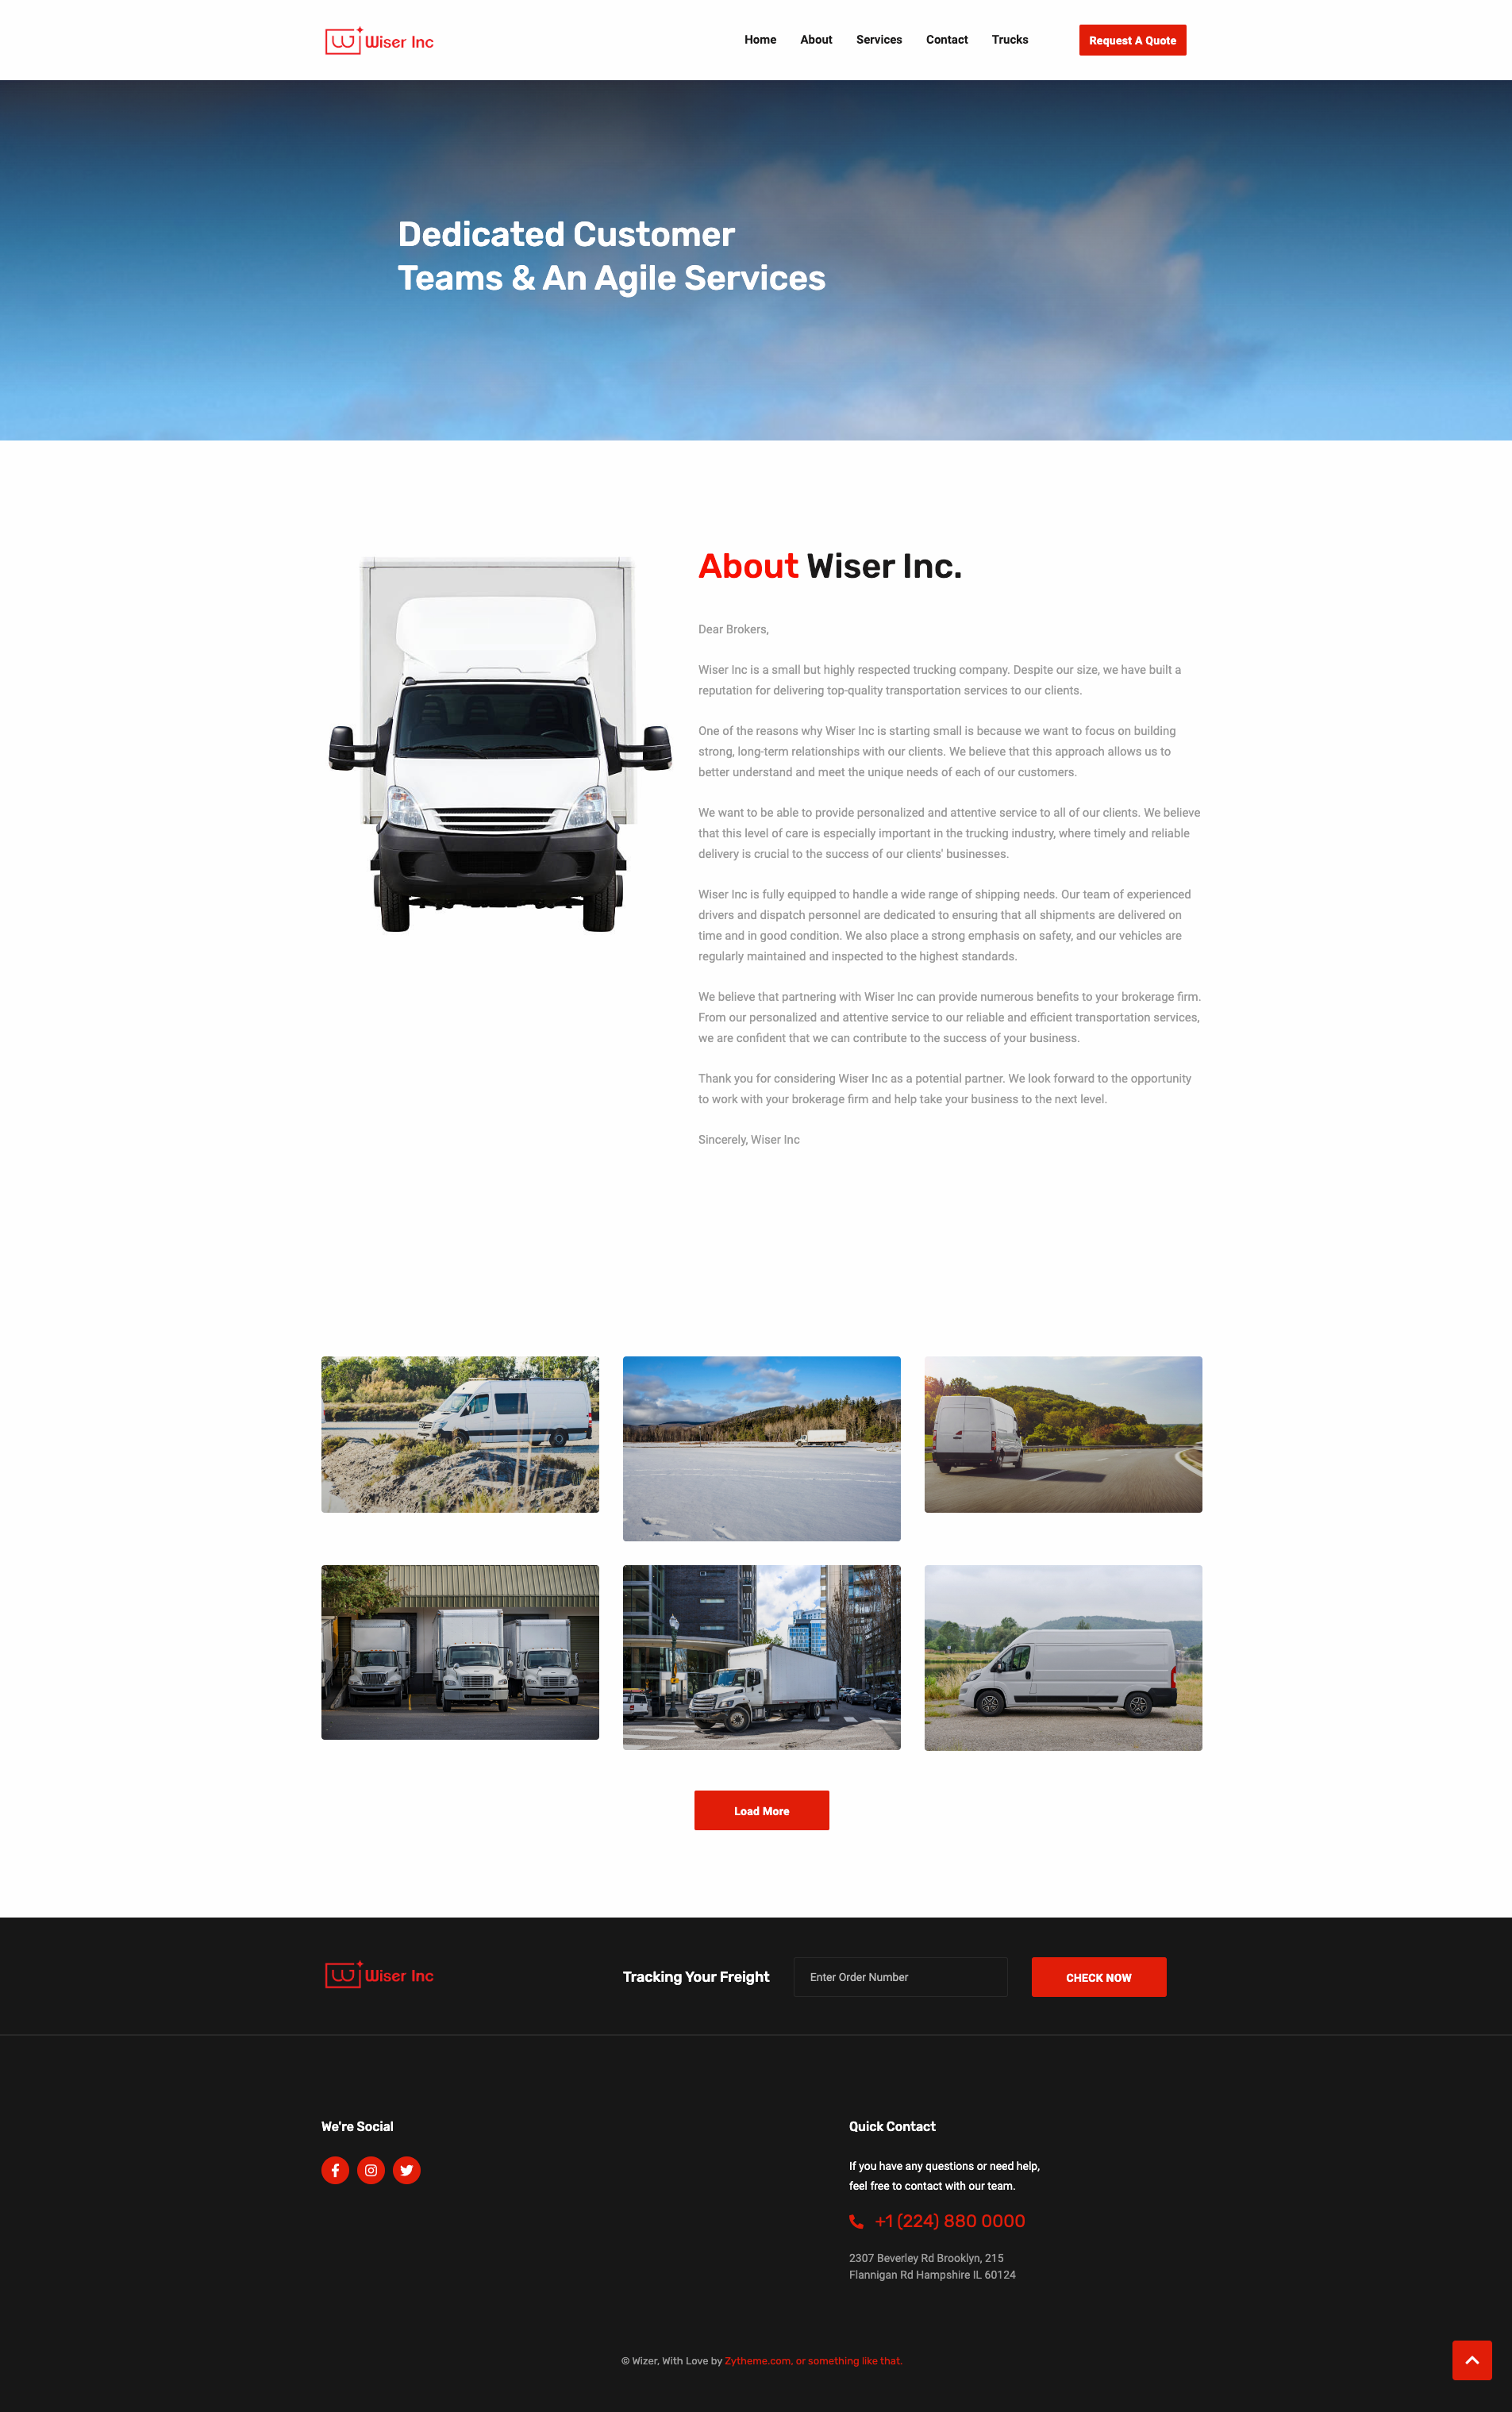 Wiser Inc
Home About Services Contact Trucks
Request A Quote
Dedicated Customer
Teams & An Agile Services
About Wiser Inc.
Dear Brokers,
Wiser Inc is a small but highly respected trucking company. Despite our size, we have built a
reputation for delivering top-quality transportation services to our clients.
One of the reasons why Wiser Inc is starting small is because we want to focus on building
strong, long-term relationships with our clients. We believe that this approach allows us to
better understand and meet the unique needs of each of our customers.
We want to be able to provide personalized and attentive service to all of our clients. We believe
that this level of care is especially important in the trucking industry, where timely and reliable
delivery is crucial to the success of our clients' businesses.
Wiser Inc is fully equipped to handle a wide range of shipping needs. Our team of experienced
drivers and dispatch personnel are dedicated to ensuring that all shipments are delivered on
time and in good condition. We also place a strong emphasis on safety, and our vehicles are
regularly maintained and inspected to the highest standards.
We believe that partnering with Wiser Inc can provide numerous benefits to your brokerage firm.
From our personalized and attentive service to our reliable and efficient transportation services,
we are confident that we can contribute to the success of your business.
Thank you for considering Wiser Inc as a potential partner. We look forward to the opportunity
to work with your brokerage firm and help take your business to the next level.
Sincerely, Wiser Inc
Load More
Wiser Inc
Tracking Your Freight
Enter Order Number
CHECK NOW
We're Social
Quick Contact
If you have any questions or need help,
feel free to contact with our team.
+1 (224) 880 0000
2307 Beverley Rd Brooklyn, 215
Flannigan Rd Hampshire IL 60124
© Wizer, With Love by Zytheme.com, or something like that.